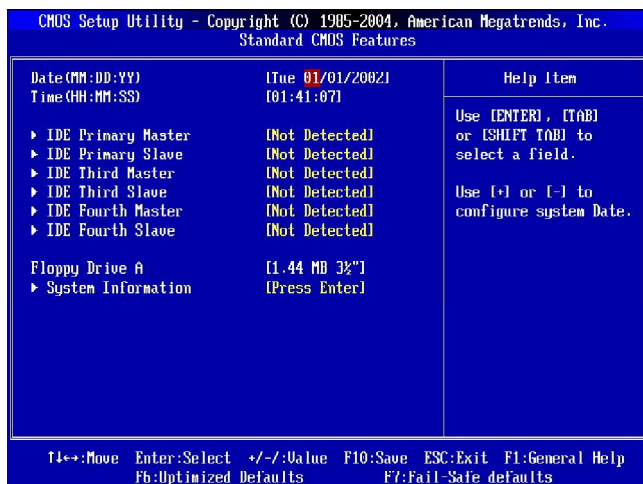 CMOS Setup Utility - Copyright (C) 1985-2004, American Megatrends, Inc.
Standard CMOS Features
Date(MM:DD:YY) [Tue 01/01/2002]
Time(HH:MM:SS) [01:41:07]
▶ IDE Primary Master [Not Detected]
▶ IDE Primary Slave [Not Detected]
▶ IDE Third Master [Not Detected]
▶ IDE Third Slave [Not Detected]
▶ IDE Fourth Master [Not Detected]
▶ IDE Fourth Slave [Not Detected]
Floppy Drive A [1.44 MB 3½"]
▶ System Information [Press Enter]
Help Item
Use [ENTER], [TAB]
or [SHIFT TAB] to
select a field.
Use [+] or [-] to
configure system Date.
↑↓←→:Move Enter:Select +/-/:Value F10:Save ESC:Exit F1:General Help
F6:Optimized Defaults F7:Fail-Safe defaults